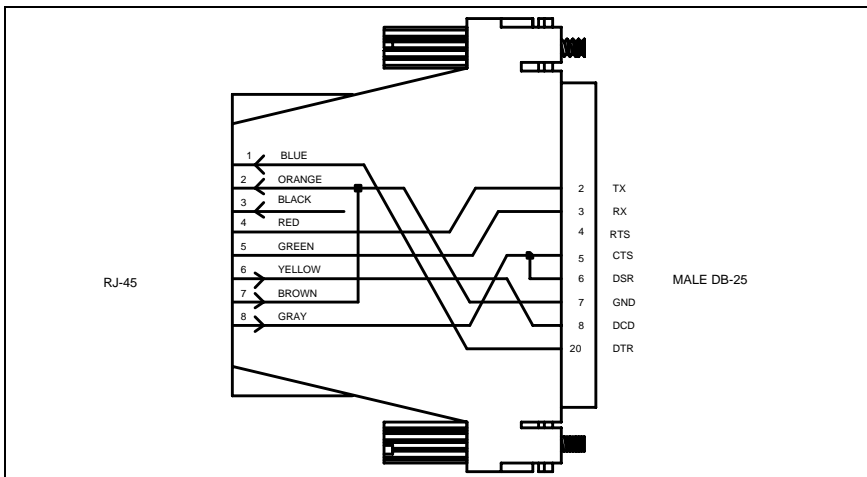 1 BLUE
2 ORANGE
3 BLACK
4 RED
5 GREEN
6 YELLOW
7 BROWN
8 GRAY
RJ-45
2 TX
3 RX
4 RTS
5 CTS
6 DSR
7 GND
8 DCD
20 DTR
MALE DB-25